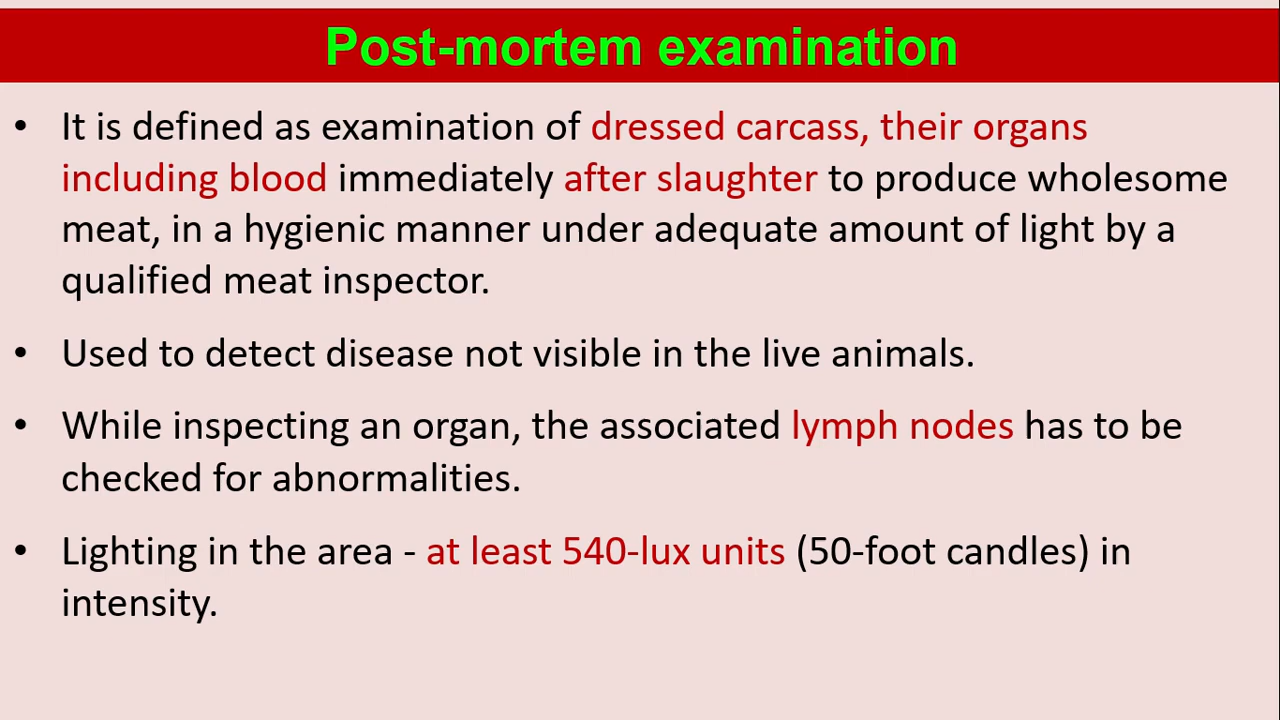 Post-mortem examination
• It is defined as examination of dressed carcass, their organs
including blood immediately after slaughter to produce wholesome
meat, in a hygienic manner under adequate amount of light by a
qualified meat inspector.
• Used to detect disease not visible in the live animals.
• While inspecting an organ, the associated lymph nodes has to be
checked for abnormalities.
• Lighting in the area - at least 540-lux units (50-foot candles) in
intensity.